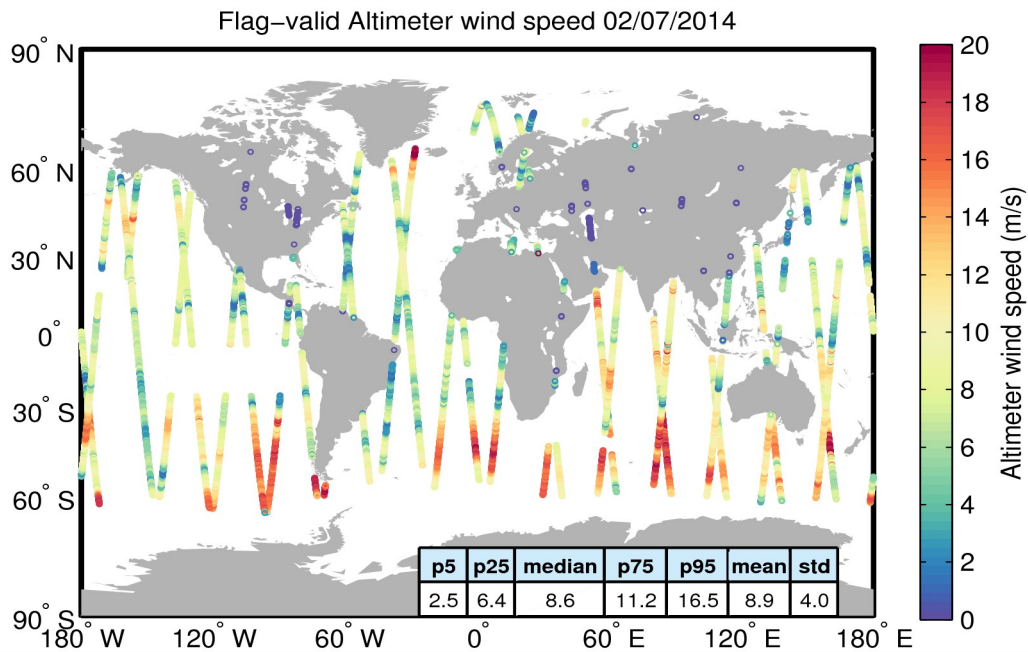 Flag−valid Altimeter wind speed 02/07/2014
90° N
60° N
30° N
0°
30° S
60° S
90° S
180° W
120° W
60° W
0°
60° E
120° E
180° E
p5 p25 median p75 p95 mean std
2.5 6.4 8.6 11.2 16.5 8.9 4.0
20
18
16
14
12
10
8
6
4
2
0
Altimeter wind speed (m/s)